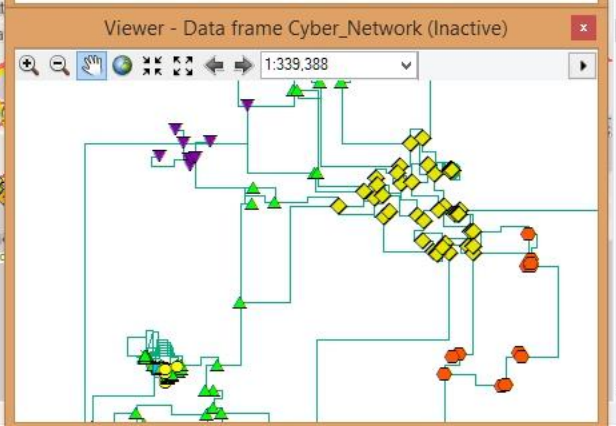 Viewer - Data frame Cyber_Network (Inactive)
x
1:339,388